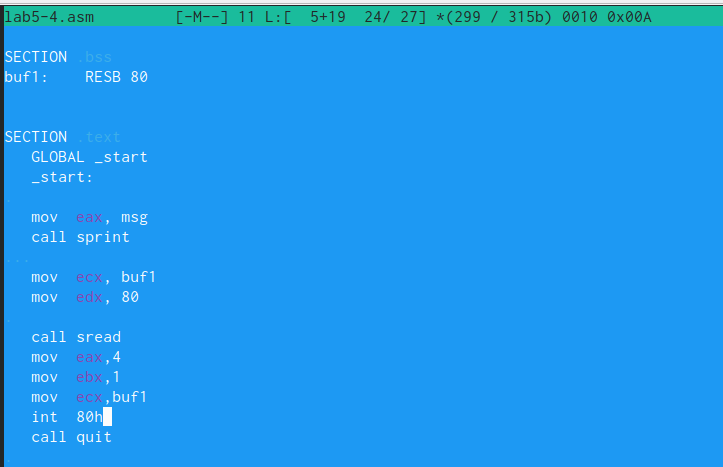 lab5-4.asm [-M--] 11 L:[ 5+19 24/ 27] *(299 / 315b) 0010 0x00A
SECTION .bss
buf1: RESB 80
SECTION .text
GLOBAL _start
_start:
.
mov eax, msg
call sprint
...
mov ecx, buf1
mov edx, 80
.
call sread
mov eax,4
mov ebx,1
mov ecx,buf1
int 80h
call quit
.